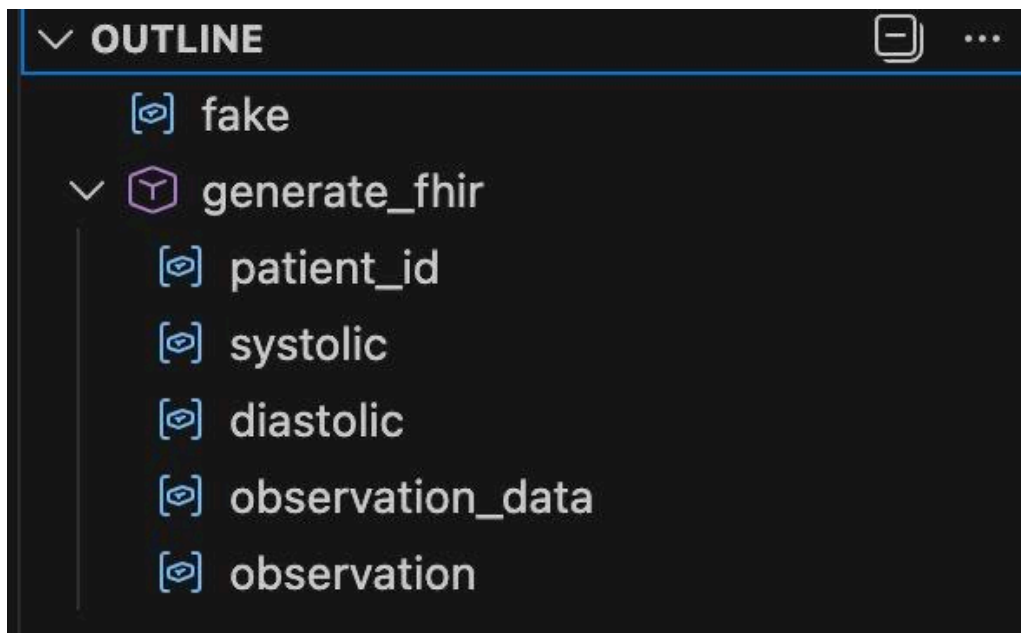 OUTLINE
fake
generate_fhir
patient_id
systolic
diastolic
observation_data
observation